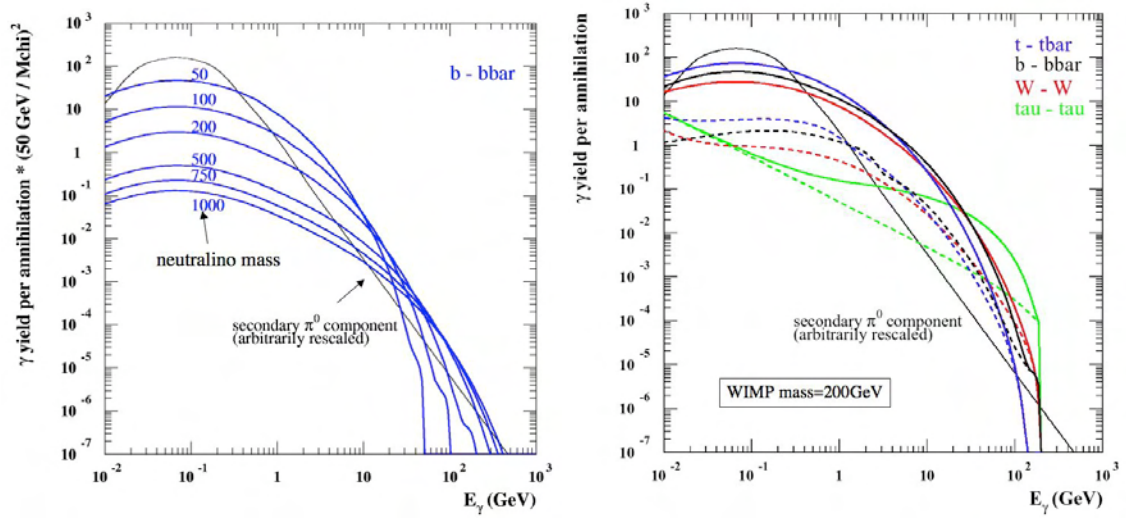 γ yield per annihilation * (50 GeV / Mchi)²
10³
10²
10
1
10⁻¹
10⁻²
10⁻³
10⁻⁴
10⁻⁵
10⁻⁶
10⁻⁷
b - bbar
50
100
200
500
750
1000
neutralino mass
secondary π⁰ component
(arbitrarily rescaled)
10⁻² 10⁻¹ 1 10 10² 10³
Eγ (GeV)
γ yield per annihilation
10³
10²
10
1
10⁻¹
10⁻²
10⁻³
10⁻⁴
10⁻⁵
10⁻⁶
10⁻⁷
t - tbar
b - bbar
W - W
tau - tau
secondary π⁰ component
(arbitrarily rescaled)
WIMP mass=200GeV
10⁻² 10⁻¹ 1 10 10² 10³
Eγ (GeV)